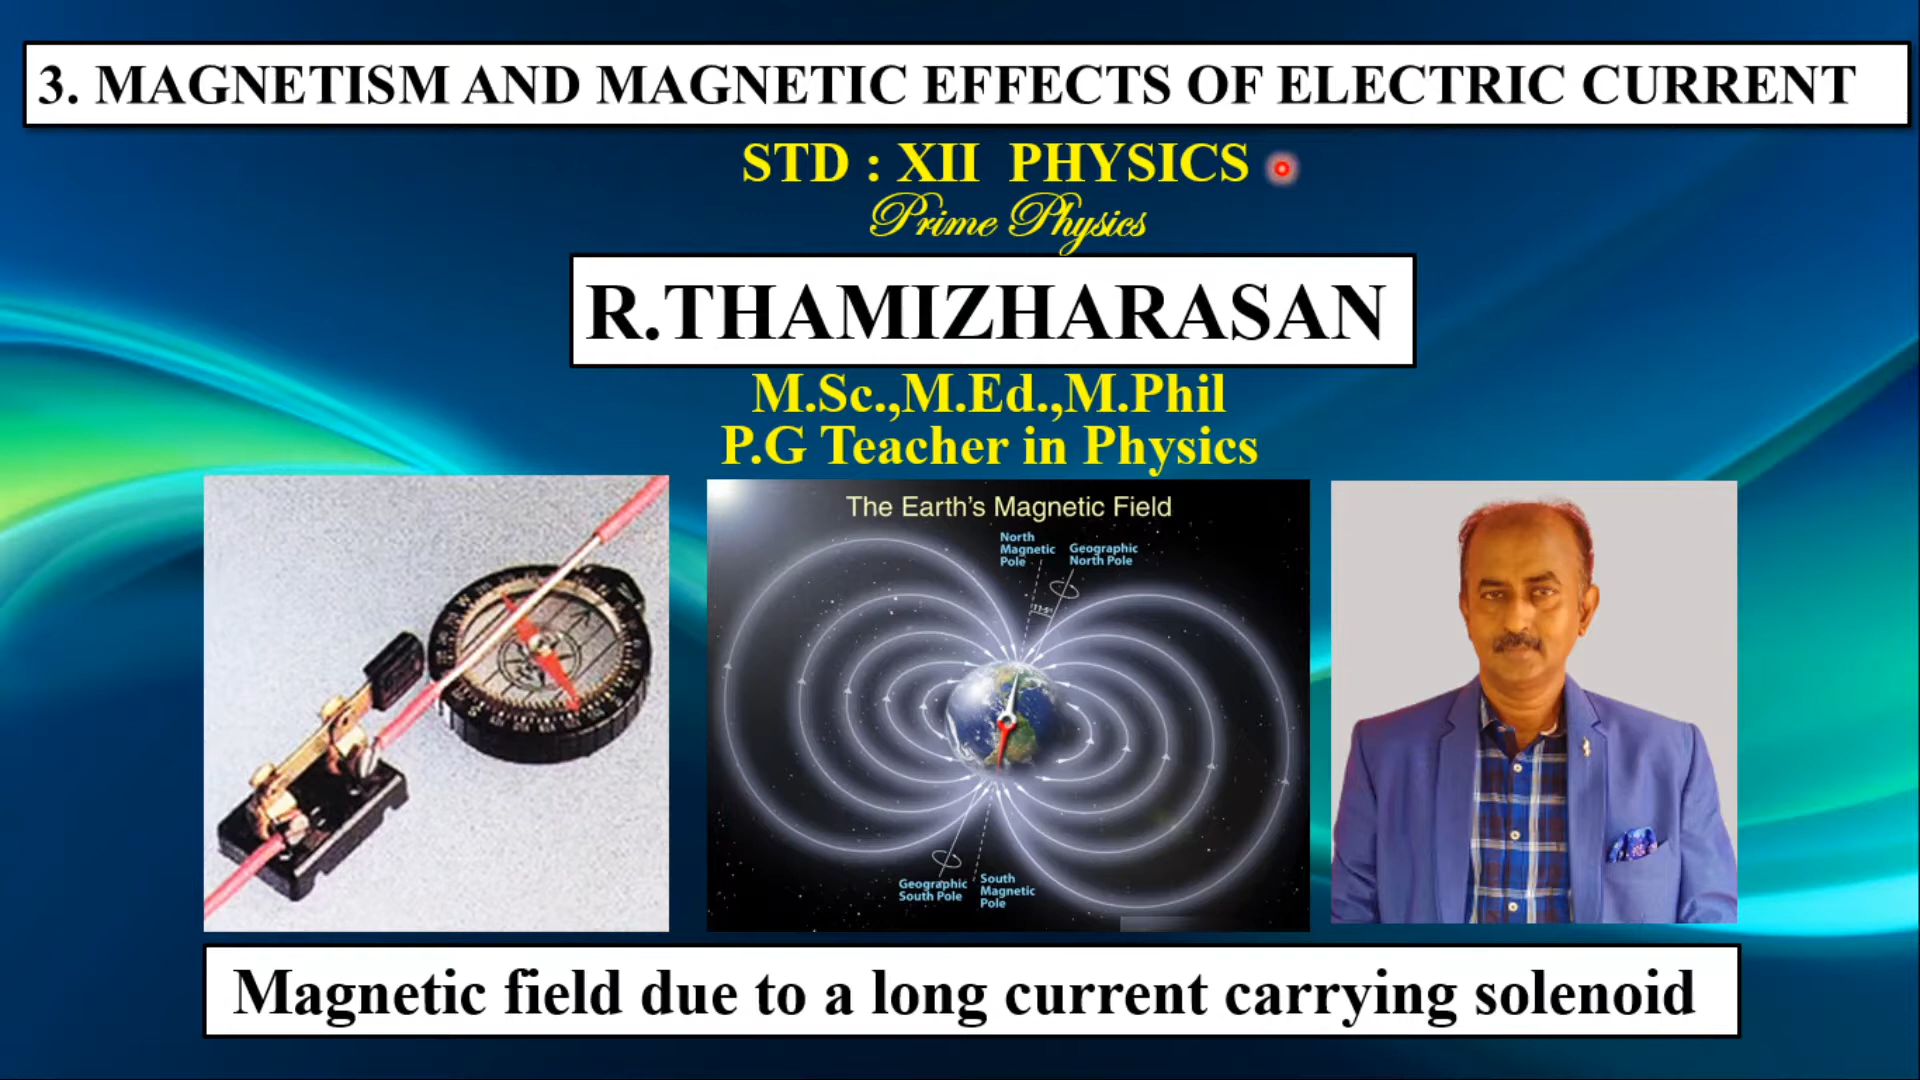 3. MAGNETISM AND MAGNETIC EFFECTS OF ELECTRIC CURRENT
STD : XII PHYSICS
Prime Physics
R.THAMIZHARASAN
M.Sc.,M.Ed.,M.Phil
P.G Teacher in Physics
The Earth's Magnetic Field
North
Magnetic
Pole
Geographic
North Pole
11.5°
Geographic
South Pole
South
Magnetic
Pole
Magnetic field due to a long current carrying solenoid